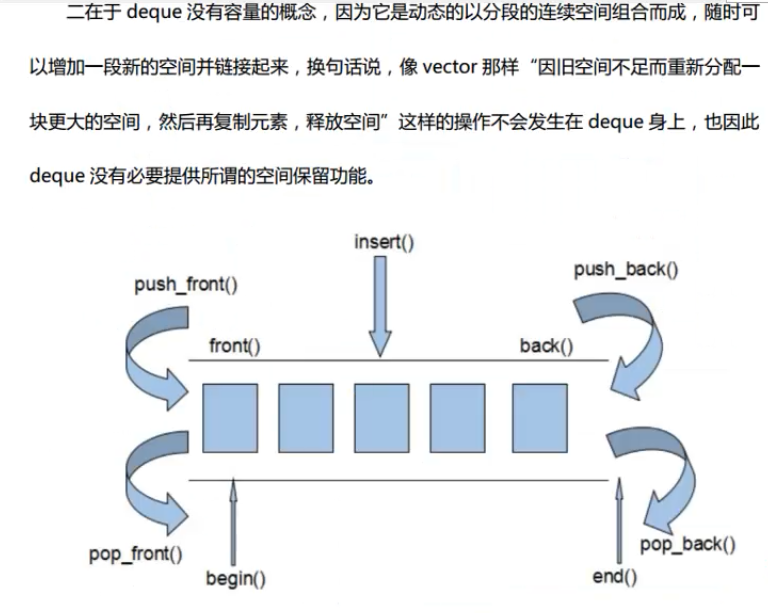 二在于 deque 没有容量的概念，因为它是动态的以分段的连续空间组合而成，随时可
以增加一段新的空间并链接起来，换句话说，像 vector 那样“因旧空间不足而重新分配一
块更大的空间，然后再复制元素，释放空间”这样的操作不会发生在 deque 身上，也因此
deque 没有必要提供所谓的空间保留功能。
insert()
push_front()
push_back()
front()
back()
pop_front()
begin()
end()
pop_back()